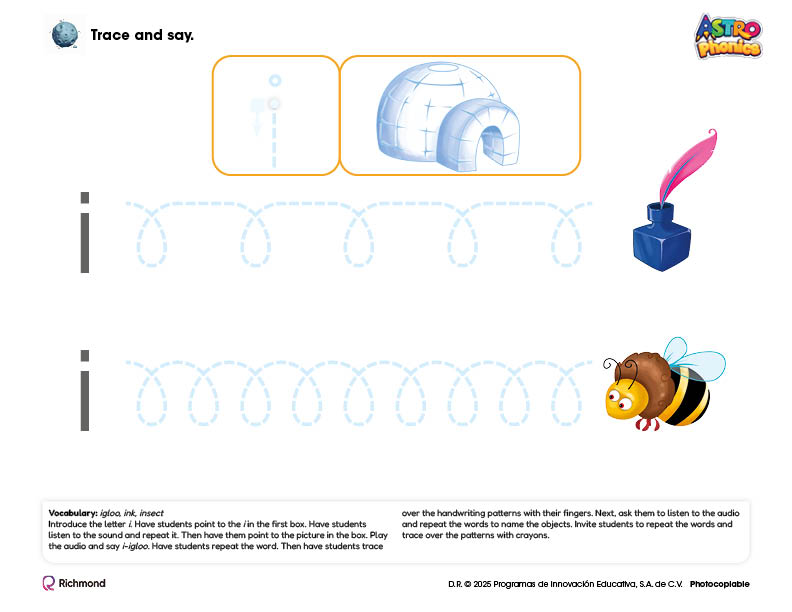 Trace and say.
ASTRO
Phonics
i
i
i
Vocabulary: igloo, ink, insect
Introduce the letter i. Have students point to the i in the first box. Have students
listen to the sound and repeat it. Then have them point to the picture in the box. Play
the audio and say i-igloo. Have students repeat the word. Then have students trace
over the handwriting patterns with their fingers. Next, ask them to listen to the audio
and repeat the words to name the objects. Invite students to repeat the words and
trace over the patterns with crayons.
Richmond
D.R. © 2025 Programas de Innovación Educativa, S.A. de C.V. Photocopiable